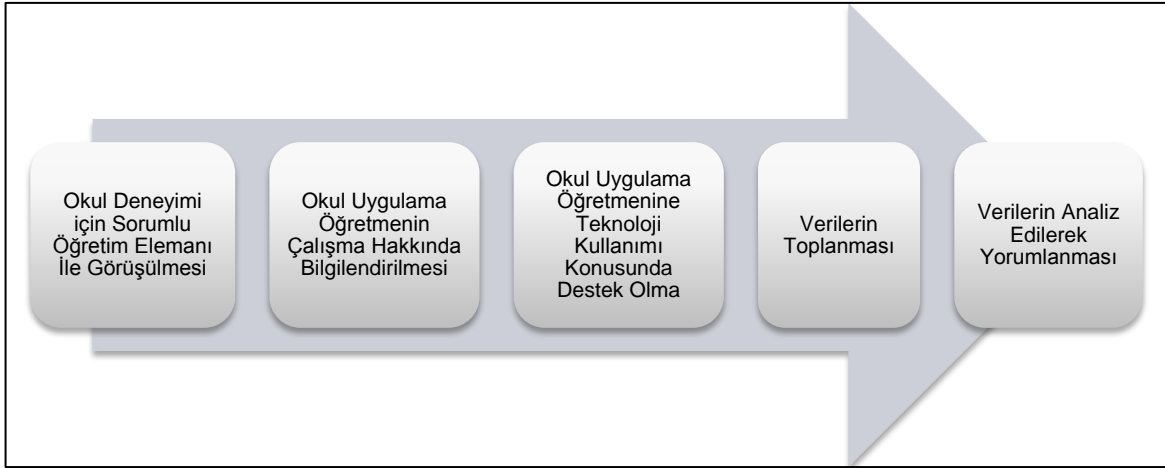 Okul Deneyimi
için Sorumlu
Öğretim Elemanı
İle Görüşülmesi
Okul Uygulama
Öğretmenin
Çalışma Hakkında
Bilgilendirilmesi
Okul Uygulama
Öğretmenine
Teknoloji
Kullanımı
Konusunda
Destek Olma
Verilerin
Toplanması
Verilerin Analiz
Edilerek
Yorumlanması